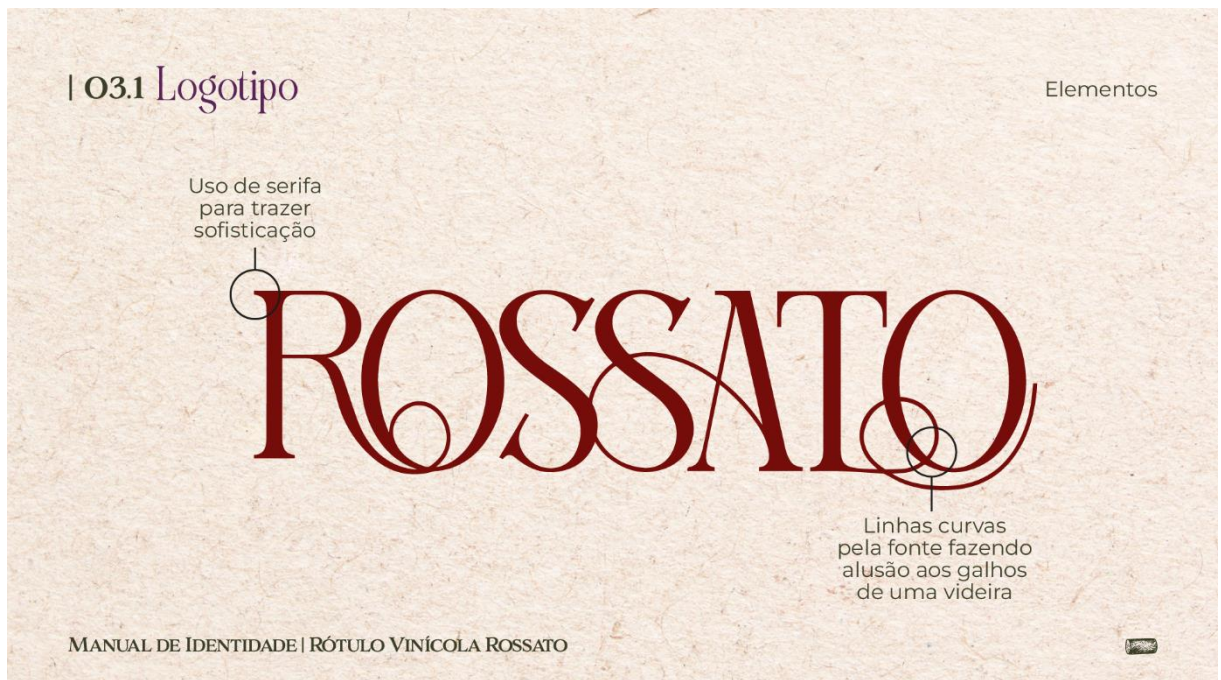 | 03.1 Logotipo
Elementos
Uso de serifa
para trazer
sofisticação
ROSSATO
Linhas curvas
pela fonte fazendo
alusão aos galhos
de uma videira
MANUAL DE IDENTIDADE | RÓTULO VINÍCOLA ROSSATO